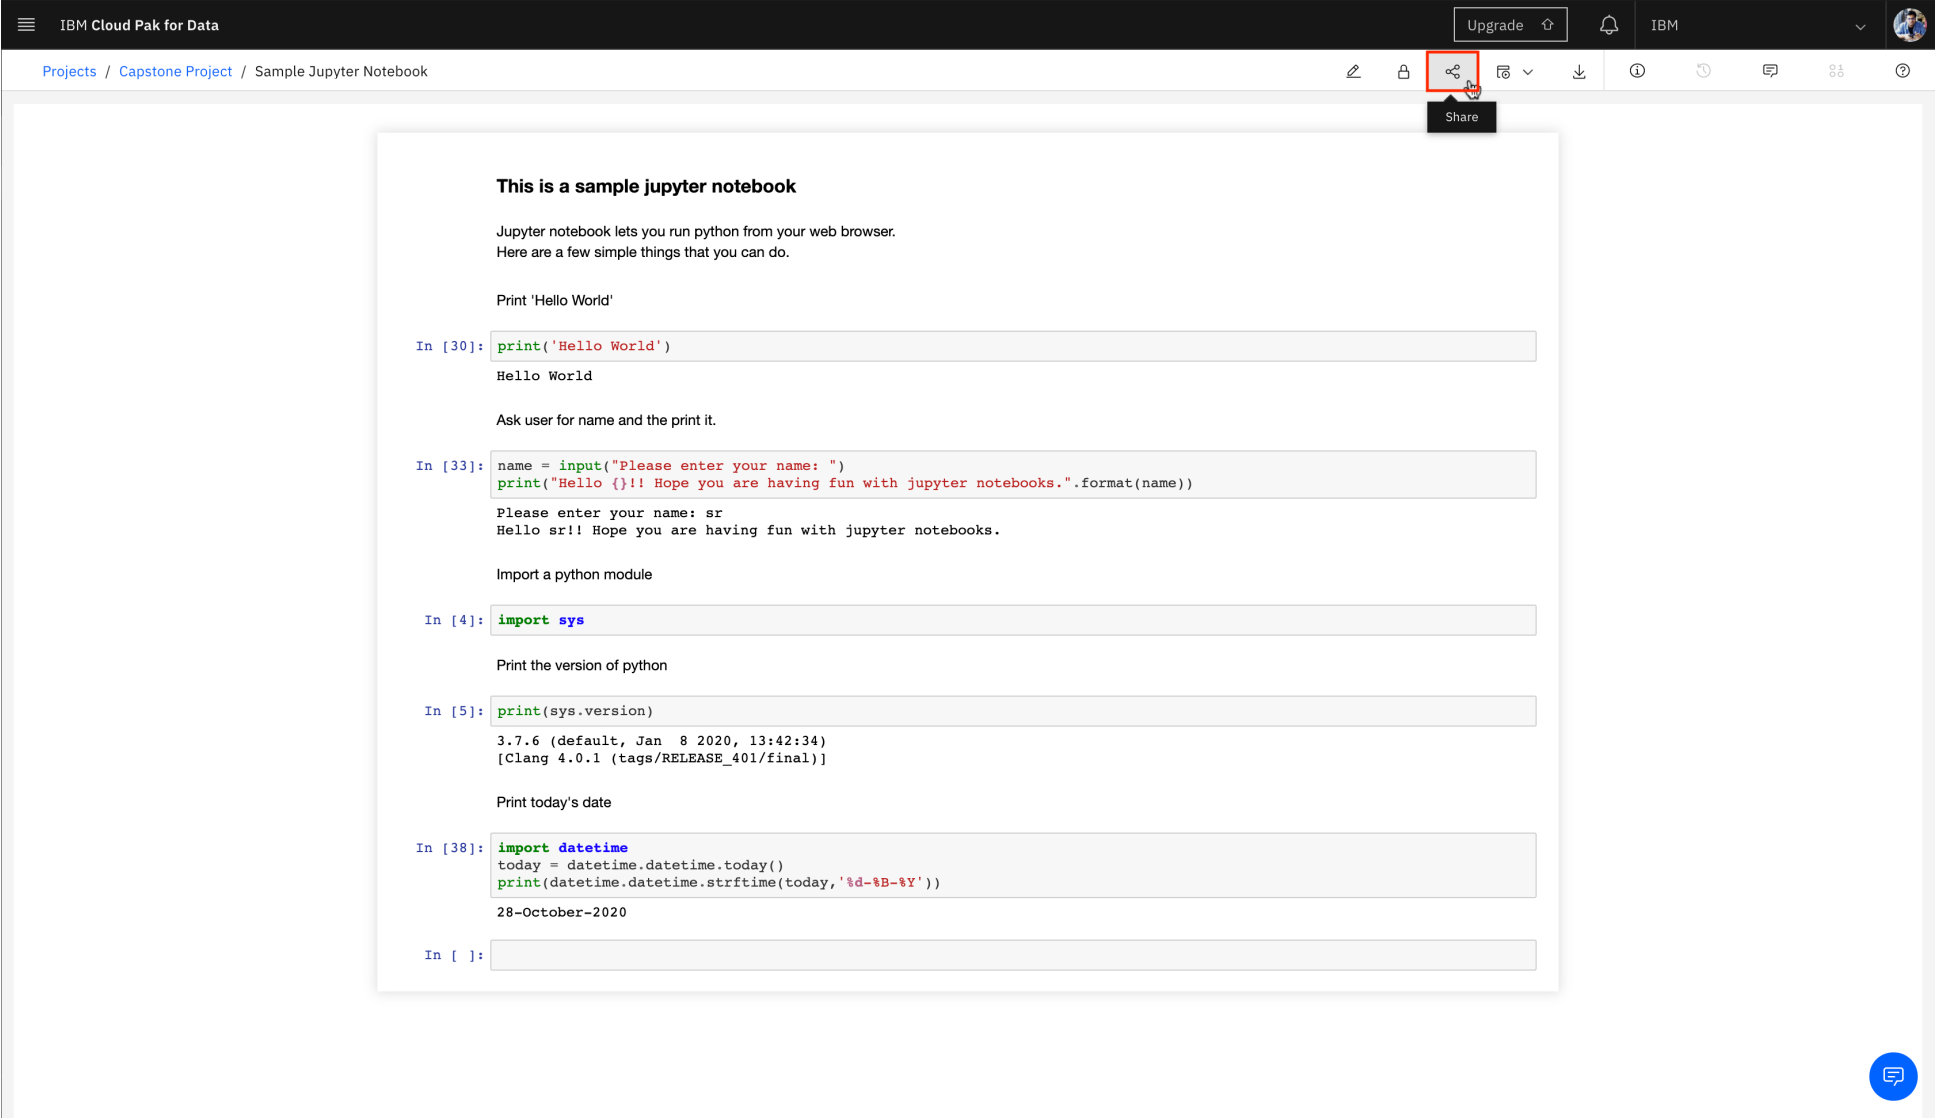 IBM Cloud Pak for Data
Upgrade
IBM
Projects / Capstone Project / Sample Jupyter Notebook
Share
This is a sample jupyter notebook
Jupyter notebook lets you run python from your web browser.
Here are a few simple things that you can do.
Print 'Hello World'
In [30]: print('Hello World')
Hello World
Ask user for name and the print it.
In [33]: name = input("Please enter your name: ")
print("Hello {}!! Hope you are having fun with jupyter notebooks.".format(name))
Please enter your name: sr
Hello sr!! Hope you are having fun with jupyter notebooks.
Import a python module
In [4]: import sys
Print the version of python
In [5]: print(sys.version)
3.7.6 (default, Jan  8 2020, 13:42:34)
[Clang 4.0.1 (tags/RELEASE_401/final)]
Print today's date
In [38]: import datetime
today = datetime.datetime.today()
print(datetime.datetime.strftime(today,'%d-%B-%Y'))
28-October-2020
In [ ]: